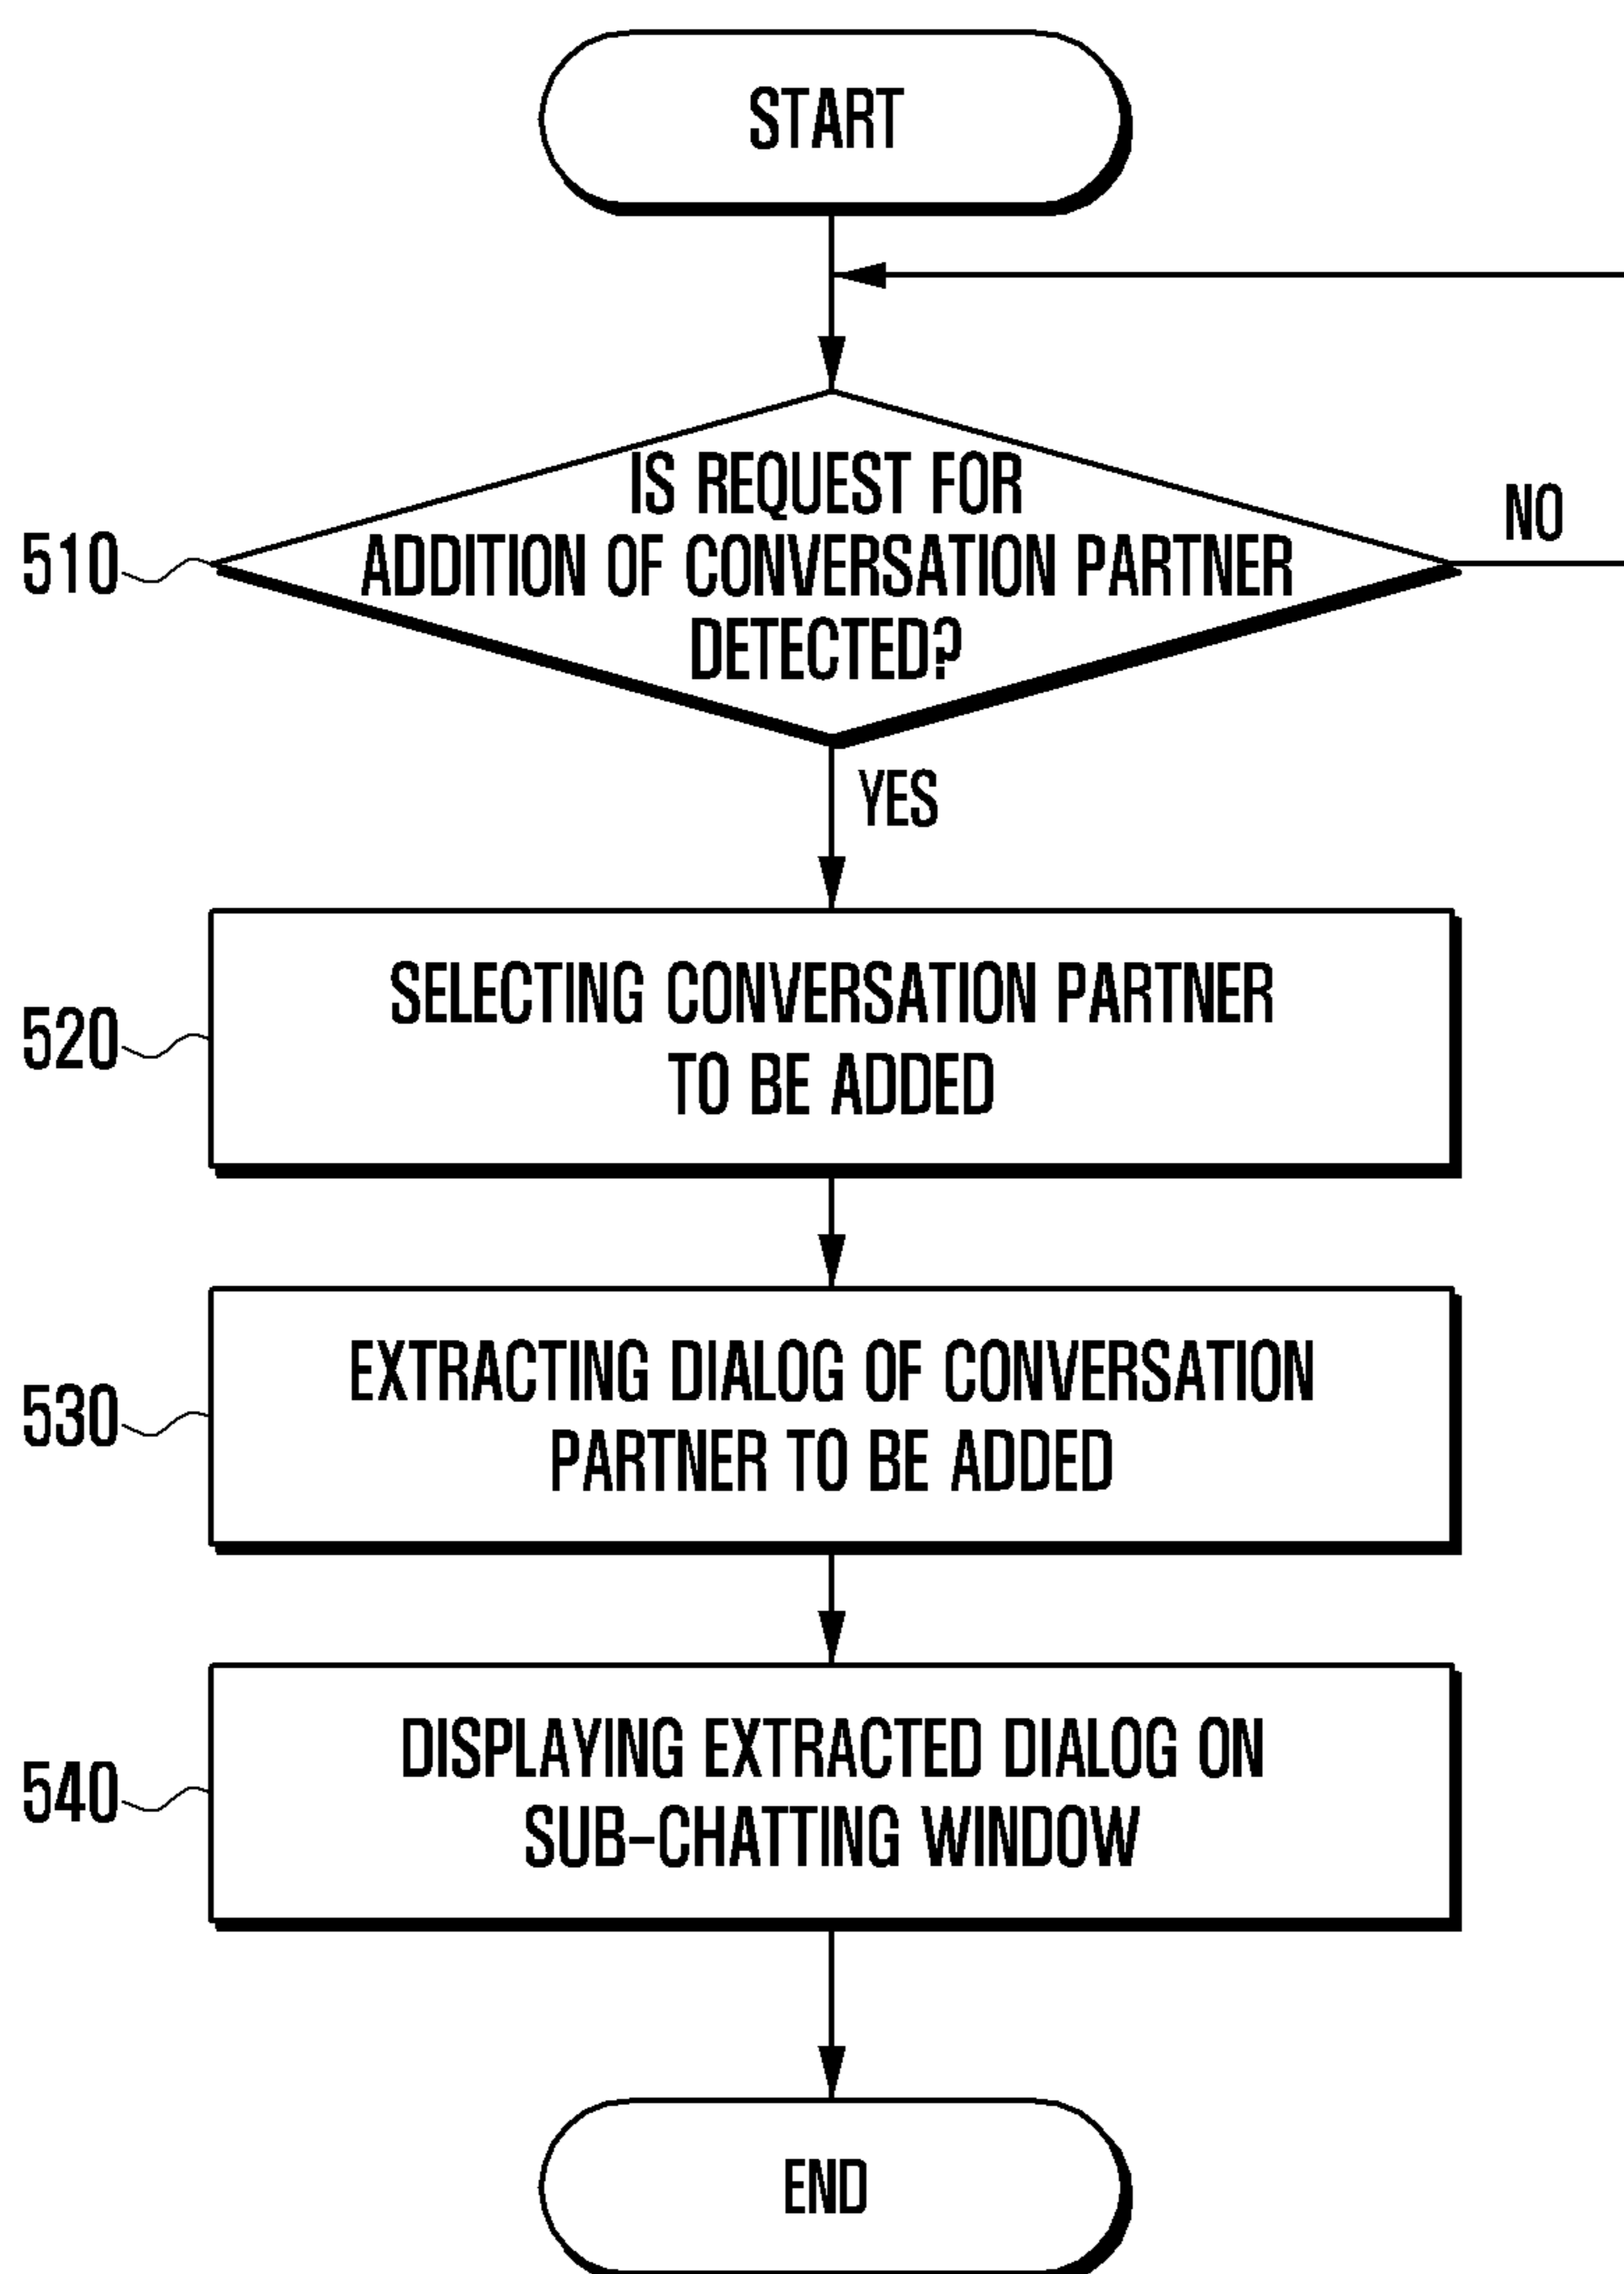 START
IS REQUEST FOR
ADDITION OF CONVERSATION PARTNER
DETECTED?
NO
510
YES
SELECTING CONVERSATION PARTNER
TO BE ADDED
520
EXTRACTING DIALOG OF CONVERSATION
PARTNER TO BE ADDED
530
DISPLAYING EXTRACTED DIALOG ON
SUB-CHATTING WINDOW
540
END